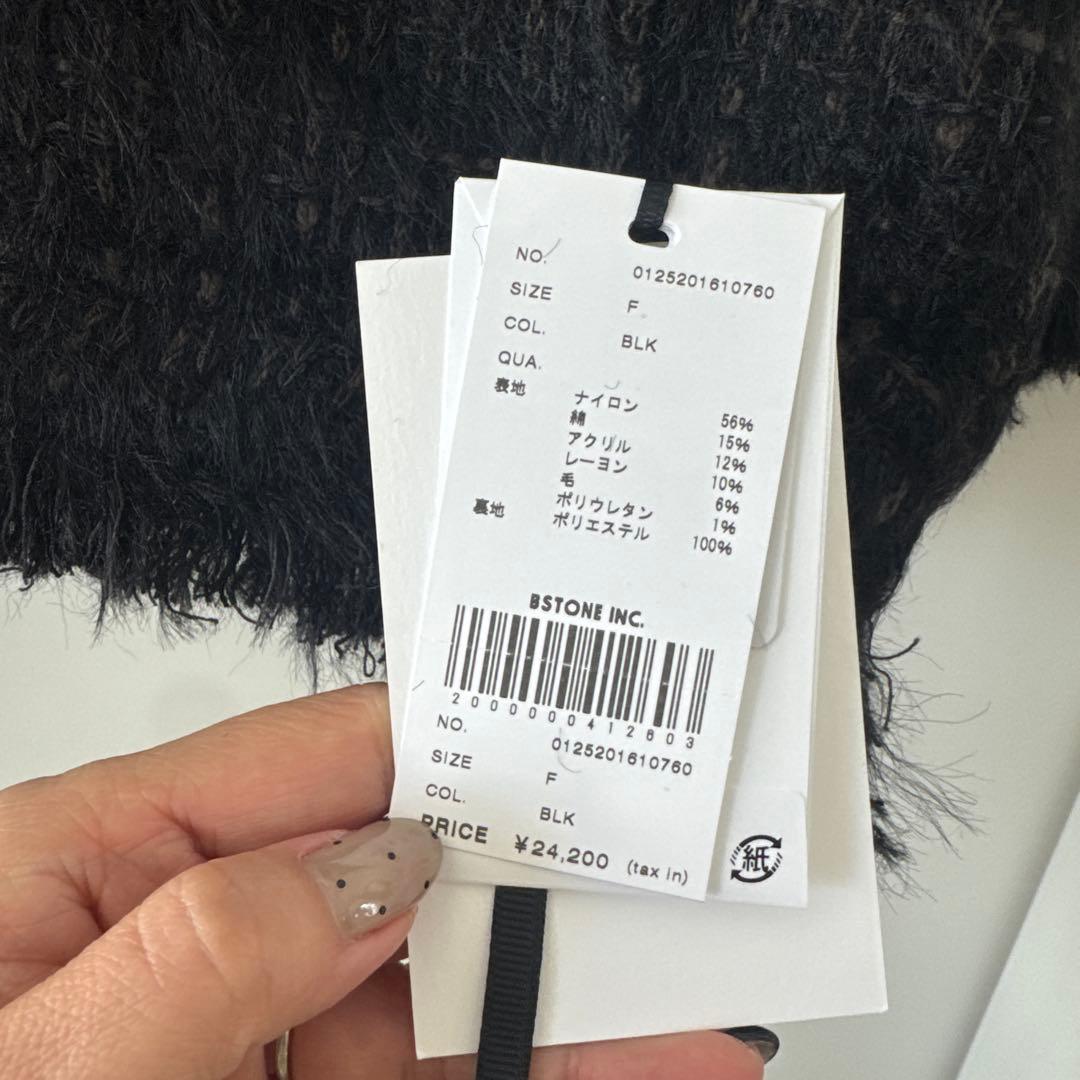 NO. 0125201610760
SIZE F
COL. BLK
QUA.
表地 ナイロン 56%
綿 15%
アクリル 12%
レーヨン 10%
毛 6%
ポリウレタン 1%
裏地 ポリエステル 100%
BSTONE INC.
2000000412603
NO. 0125201610760
SIZE F
COL. BLK
PRICE ¥24,200 (tax in)
紙